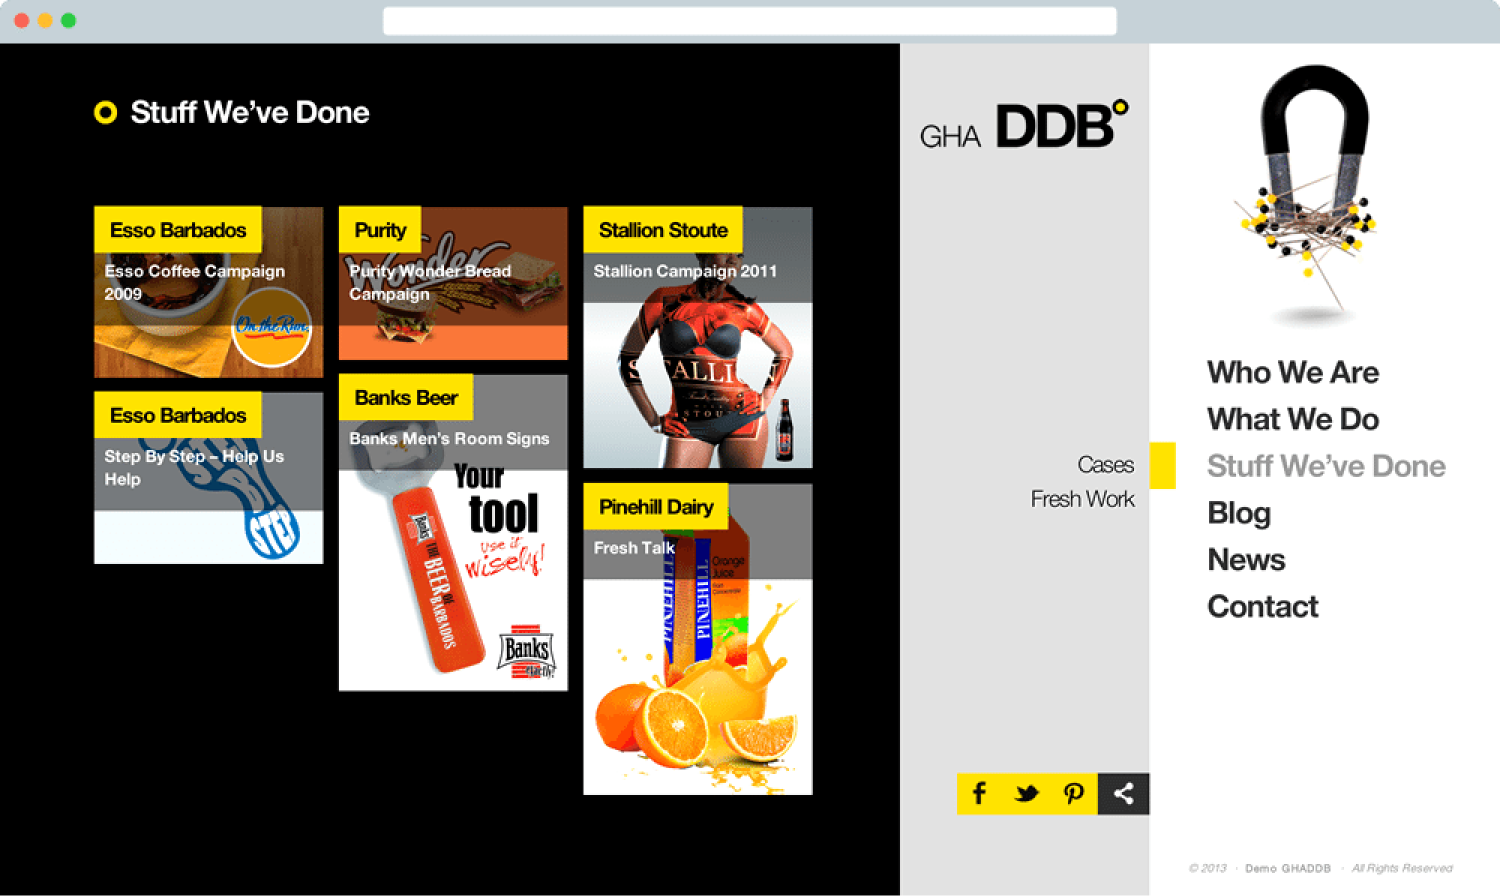 Stuff We've Done
Esso Barbados
Esso Coffee Campaign
2009
On the Run.
Esso Barbados
Step By Step – Help Us
Help
STEP
Purity
Wonder
Purity Wonder Bread
Campaign
Banks Beer
Banks Men's Room Signs
Your
tool
use it
wisely!
Banks
THE
BEER OF
BARBADOS
Banks
Stallion Stoute
Stallion Campaign 2011
STALLION
STOUT
Pinehill Dairy
Fresh Talk
Orange
Juice
PINEHILL
PINEHILL
GHA DDB
Cases
Fresh Work
Who We Are
What We Do
Stuff We've Done
Blog
News
Contact
© 2013 · Demo GHADDB · All Rights Reserved